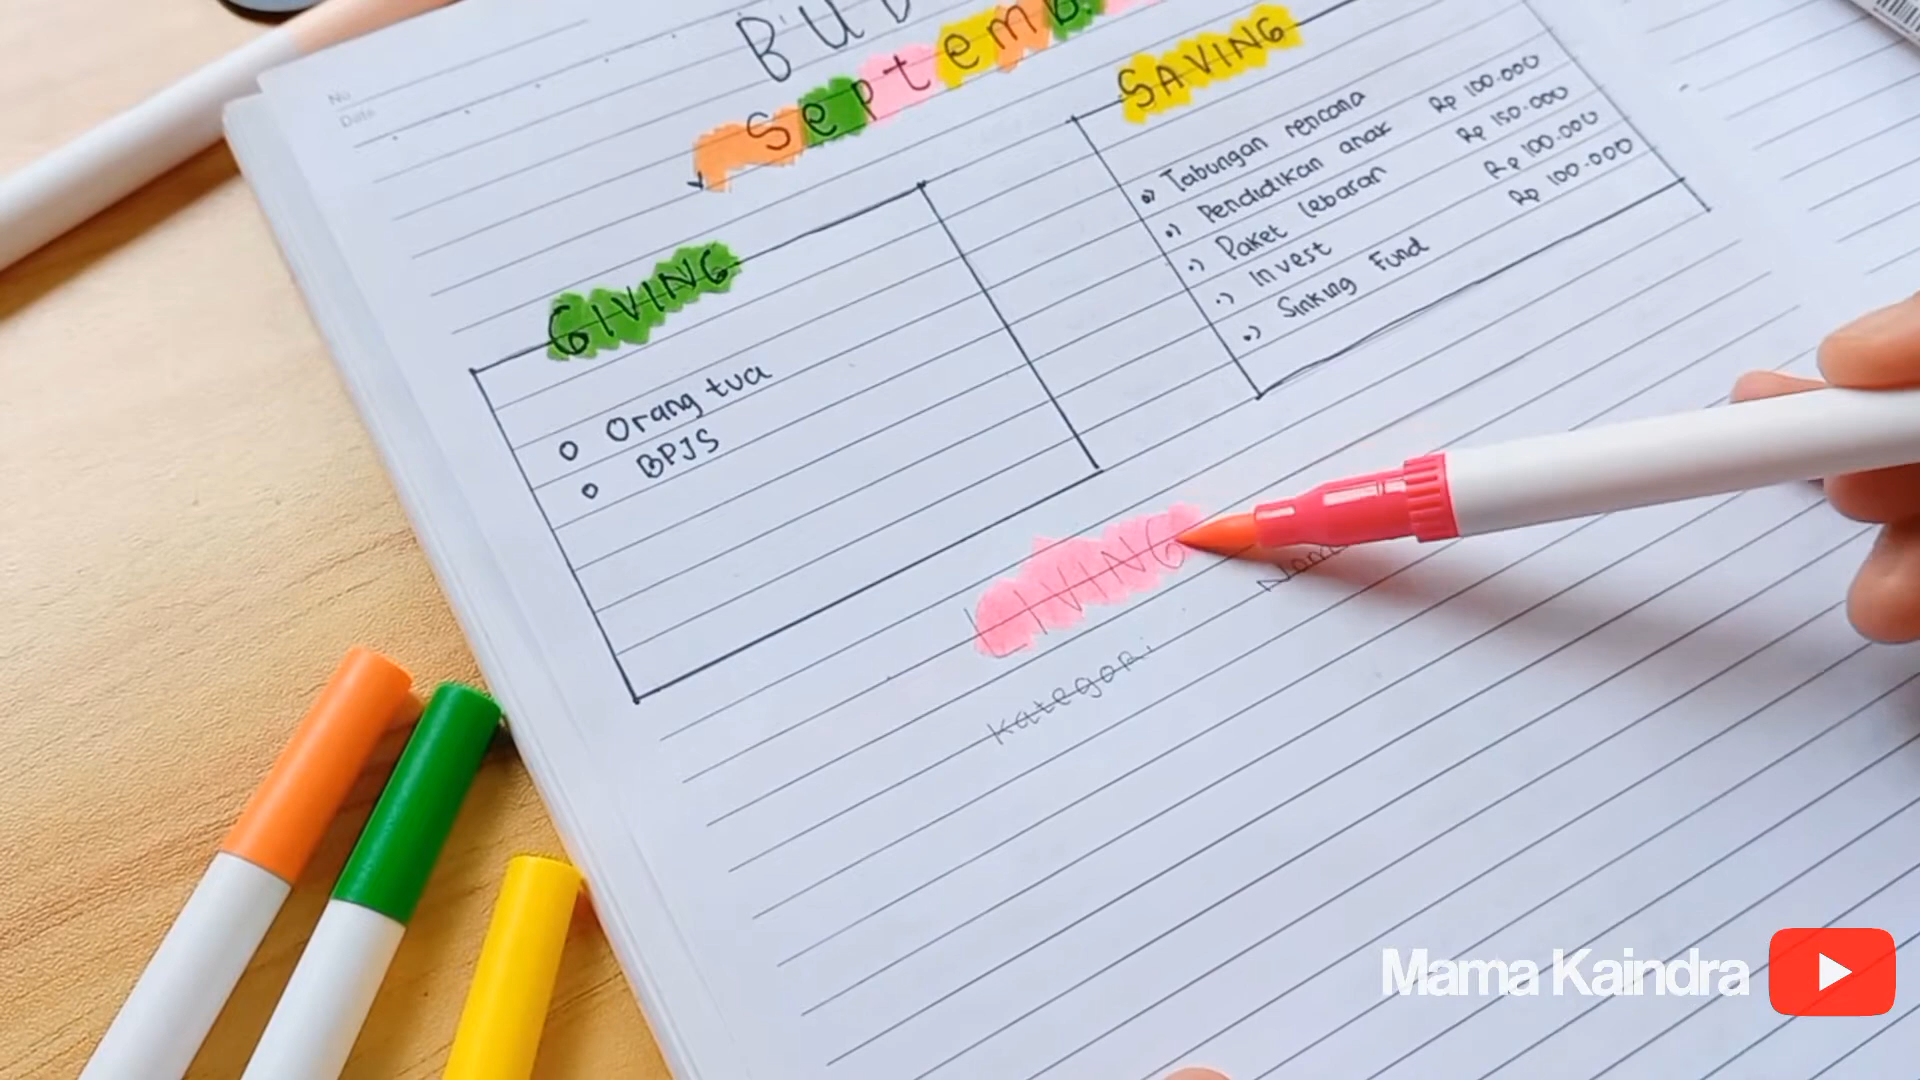 No
Date
Septemb
SAVING
•) Tabungan rencana Rp 100.000
•) Pendidikan anak Rp 150.000
•) Paket lebaran Rp 100.000
•) Invest Rp 100.000
•) Sinking Fund
GIVING
Orang tua
BPJS
LIVING
Kategori
Mama Kaindra